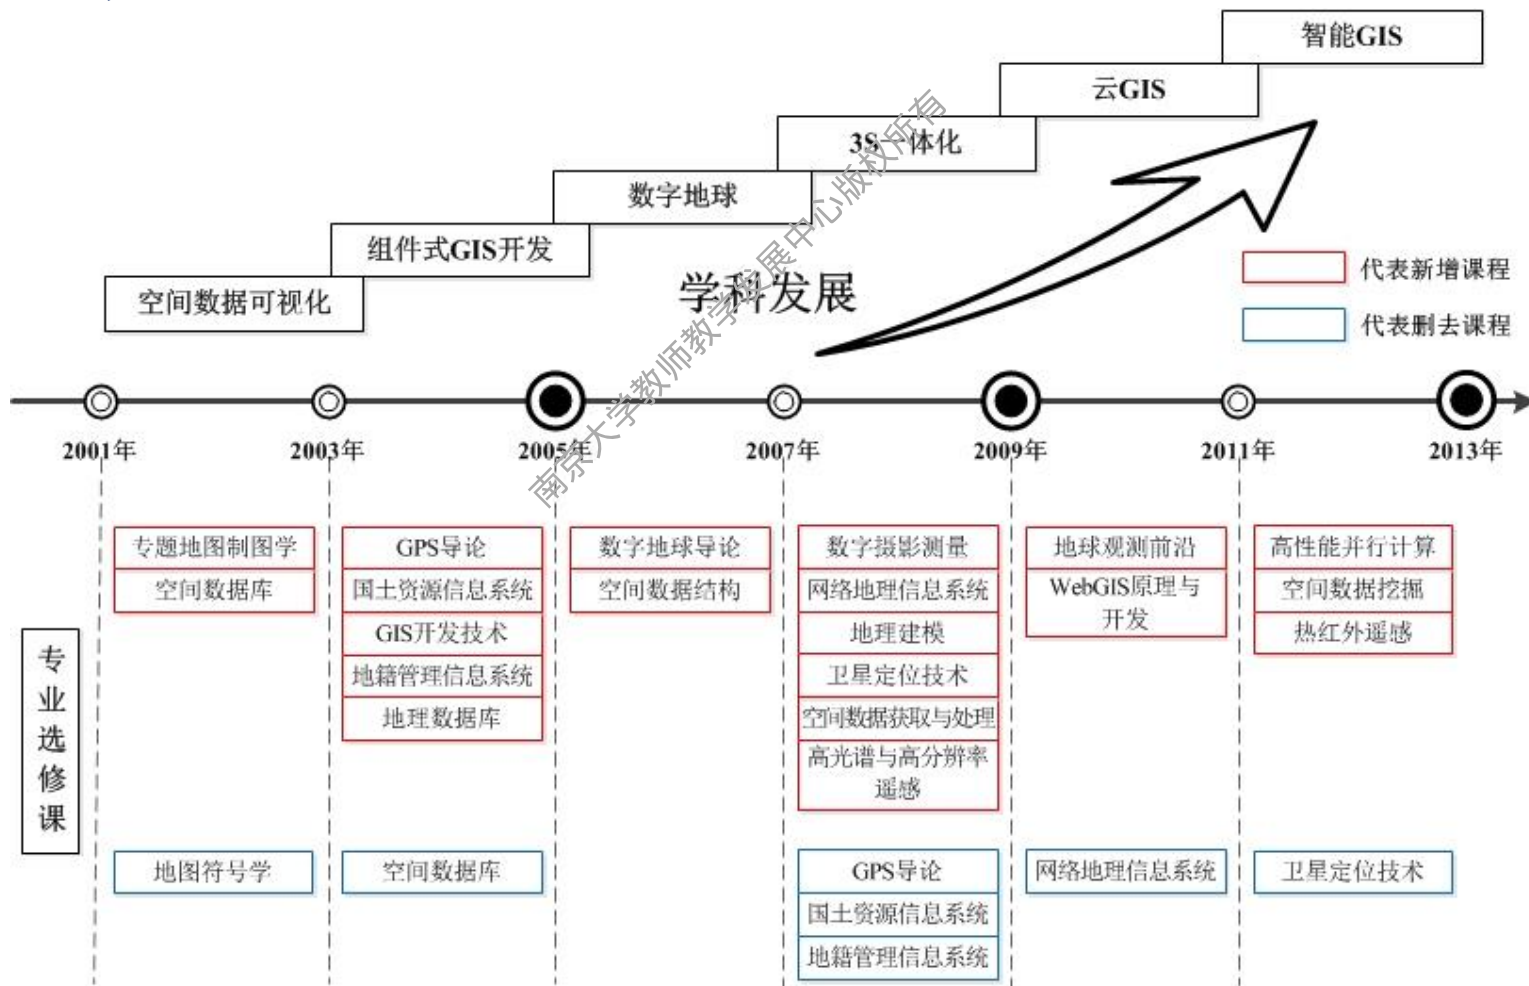 智能GIS
云GIS
3S一体化
数字地球
组件式GIS开发
空间数据可视化
学科发展
代表新增课程
代表删去课程
南京大学教师教学发展中心版权所有
2001年
2003年
2005年
2007年
2009年
2011年
2013年
专业选修课
专题地图制图学
空间数据库
GPS导论
国土资源信息系统
GIS开发技术
地籍管理信息系统
地理数据库
数字地球导论
空间数据结构
数字摄影测量
网络地理信息系统
地理建模
卫星定位技术
空间数据获取与处理
高光谱与高分辨率
遥感
地球观测前沿
WebGIS原理与
开发
高性能并行计算
空间数据挖掘
热红外遥感
地图符号学
空间数据库
GPS导论
国土资源信息系统
地籍管理信息系统
网络地理信息系统
卫星定位技术